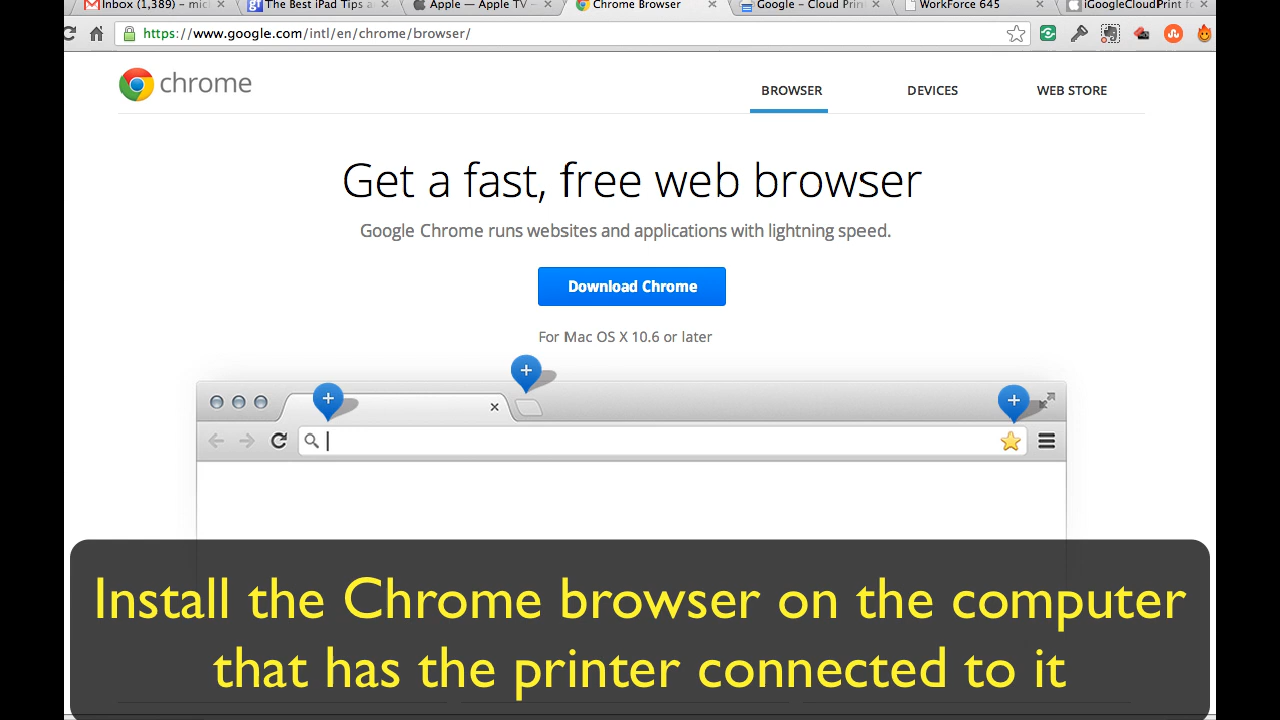 Inbox (1,389) – mic
The Best iPad Tips a
Apple — Apple TV –
Chrome Browser
Google – Cloud Prin
WorkForce 645
iGoogleCloudPrint f
https://www.google.com/intl/en/chrome/browser/
chrome
BROWSER
DEVICES
WEB STORE
Get a fast, free web browser
Google Chrome runs websites and applications with lightning speed.
Download Chrome
For Mac OS X 10.6 or later
Install the Chrome browser on the computer
that has the printer connected to it